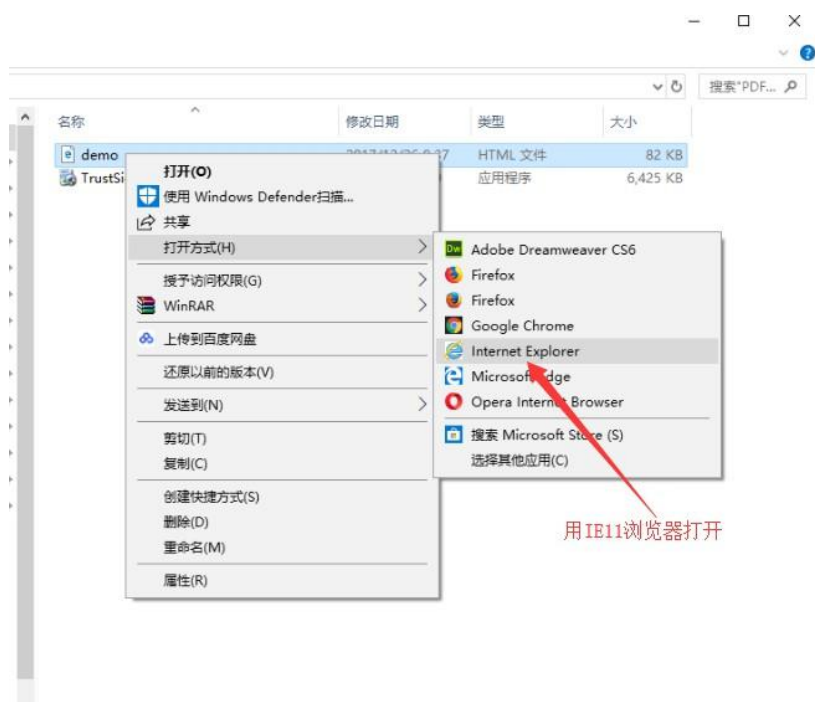 搜索"PDF...
名称 修改日期 类型 大小
demo HTML 文件 82 KB
TrustSi 应用程序 6,425 KB
打开(O)
使用 Windows Defender扫描...
共享
打开方式(H)
授予访问权限(G)
WinRAR
上传到百度网盘
还原以前的版本(V)
发送到(N)
剪切(T)
复制(C)
创建快捷方式(S)
删除(D)
重命名(M)
属性(R)
Adobe Dreamweaver CS6
Firefox
Firefox
Google Chrome
Internet Explorer
Microsoft Edge
Opera Internet Browser
搜索 Microsoft Store (S)
选择其他应用(C)
用IE11浏览器打开